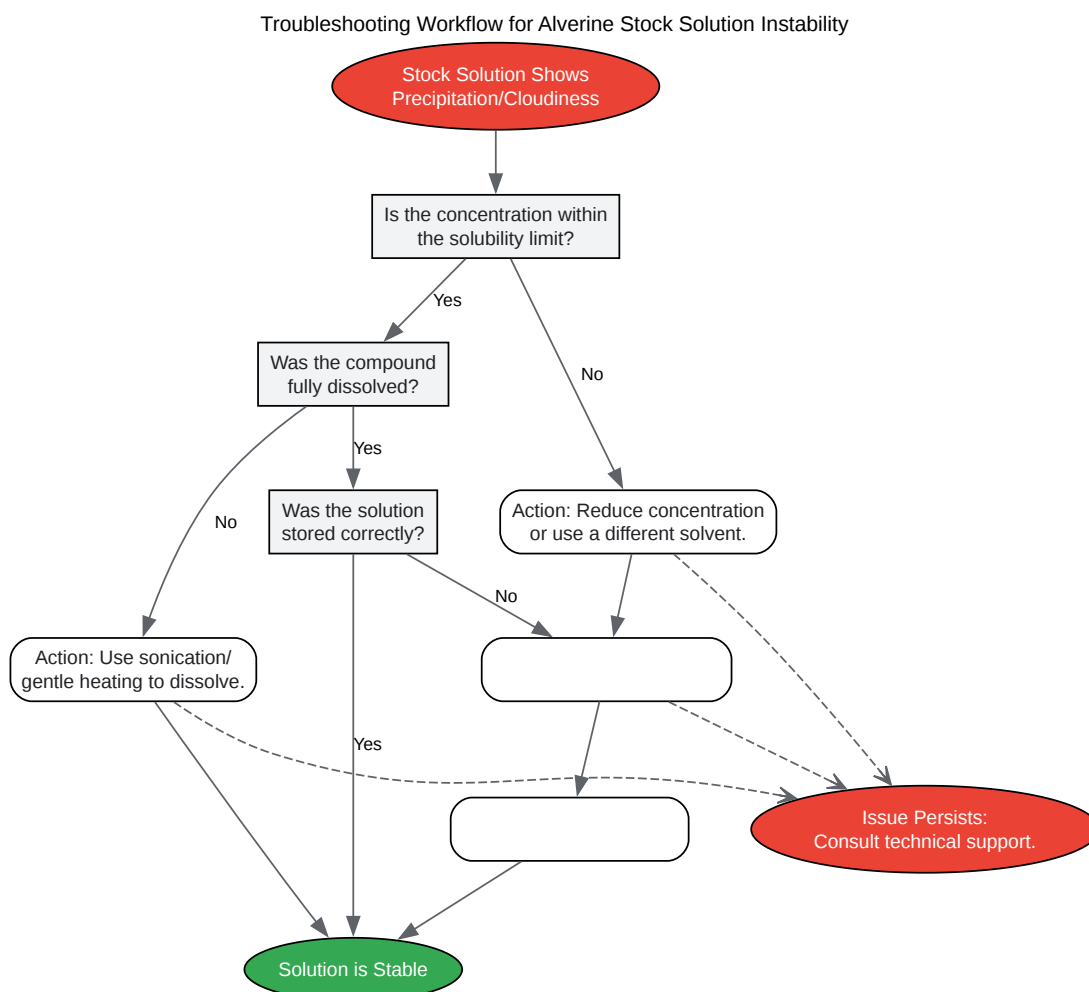 Troubleshooting Workflow for Alverine Stock Solution Instability
Stock Solution Shows
Precipitation/Cloudiness
Is the concentration within
the solubility limit?
Yes
No
Was the compound
fully dissolved?
No
Yes
Was the solution
stored correctly?
Action: Reduce concentration
or use a different solvent.
No
Action: Use sonication/
gentle heating to dissolve.
Yes
Issue Persists:
Consult technical support.
Solution is Stable